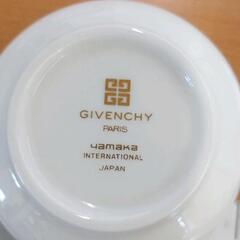 GIVENCHY
PARIS
yamaka
INTERNATIONAL
JAPAN